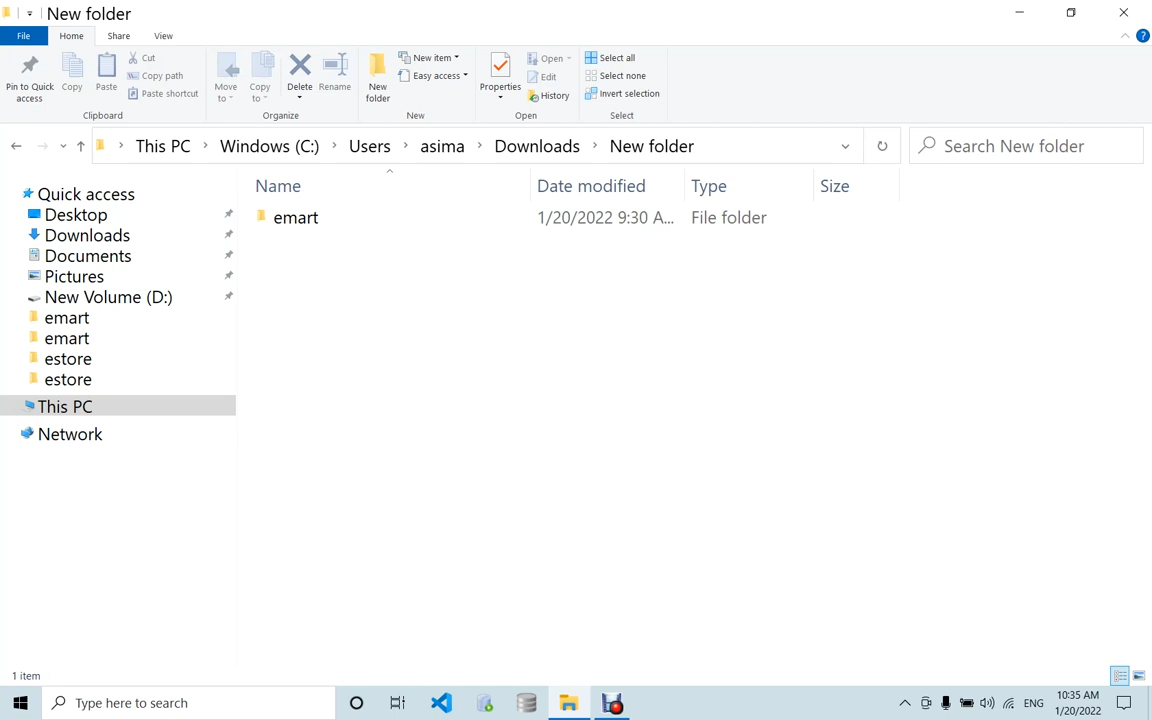 New folder
File Home Share View
Pin to Quick access
Copy
Paste
Cut
Copy path
Paste shortcut
Clipboard
Move to
Copy to
Delete
Rename
Organize
New folder
New item
Easy access
New
Properties
Open
Edit
History
Open
Select all
Select none
Invert selection
Select
This PC > Windows (C:) > Users > asima > Downloads > New folder
Search New folder
Quick access
Desktop
Downloads
Documents
Pictures
New Volume (D:)
emart
emart
estore
estore
This PC
Network
Name Date modified Type Size
emart 1/20/2022 9:30 A... File folder
1 item
Type here to search
ENG
10:35 AM
1/20/2022